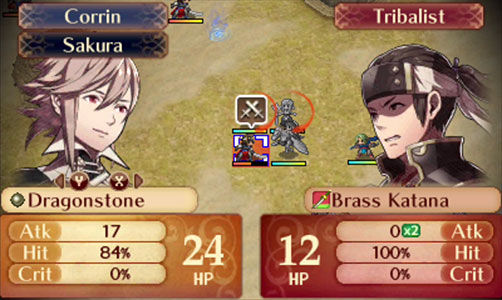 Corrin
Tribalist
Sakura
Y X
Dragonstone
Brass Katana
Atk 17
24 HP
12 HP
0 x2 Atk
Hit 84%
100% Hit
Crit 0%
0% Crit